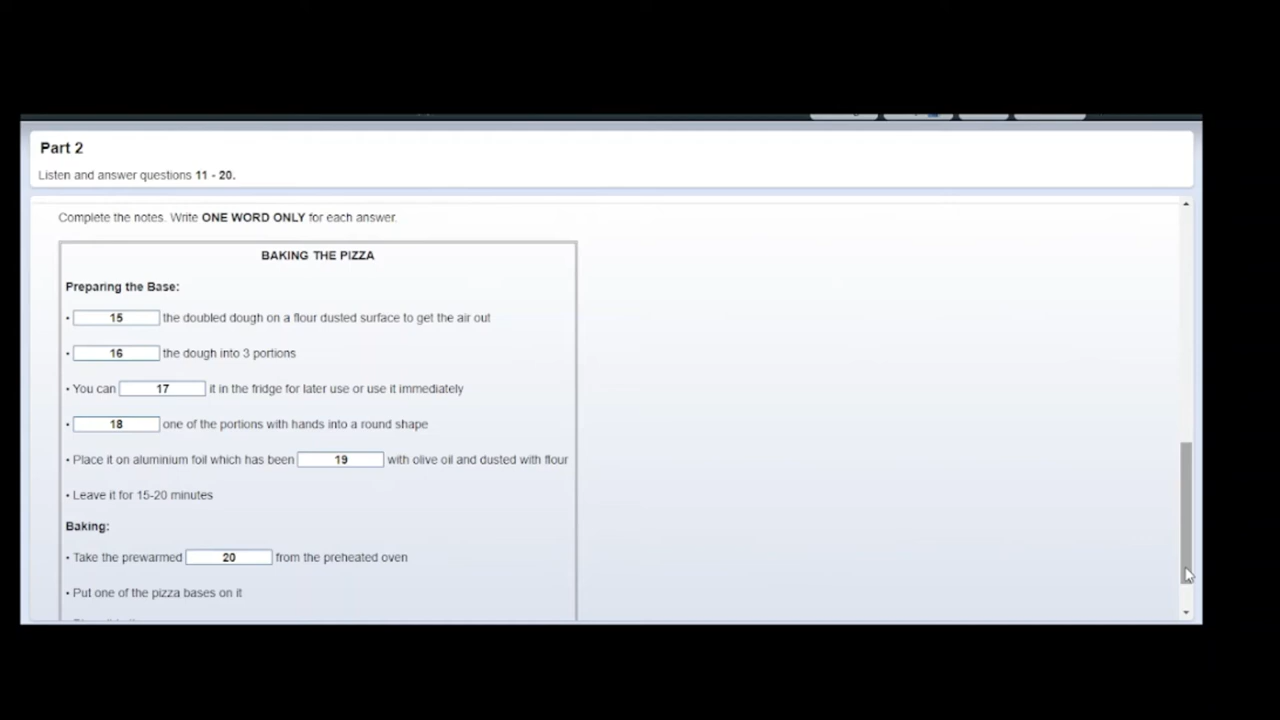 Part 2
Listen and answer questions 11 - 20.
Complete the notes. Write ONE WORD ONLY for each answer.
BAKING THE PIZZA
Preparing the Base:
• 15 the doubled dough on a flour dusted surface to get the air out
• 16 the dough into 3 portions
• You can 17 it in the fridge for later use or use it immediately
• 18 one of the portions with hands into a round shape
• Place it on aluminium foil which has been 19 with olive oil and dusted with flour
• Leave it for 15-20 minutes
Baking:
• Take the prewarmed 20 from the preheated oven
• Put one of the pizza bases on it